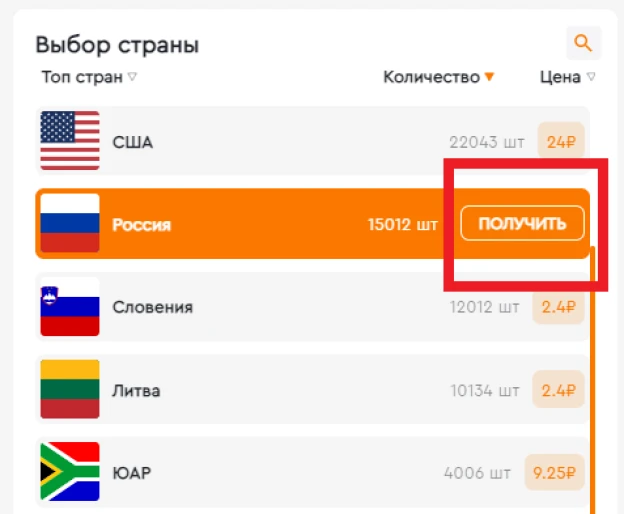 Выбор страны
Топ стран ▽ Количество ▼ Цена ▽
США 22043 шт 24₽
Россия 15012 шт ПОЛУЧИТЬ
Словения 12012 шт 2.4₽
Литва 10134 шт 2.4₽
ЮАР 4006 шт 9.25₽